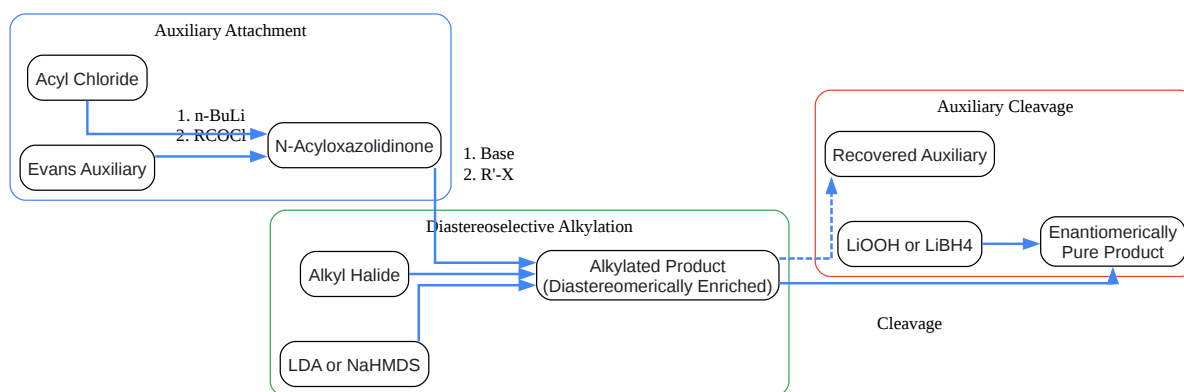 Auxiliary Attachment
Acyl Chloride
1. n-BuLi
2. RCOCl
N-Acyloxazolidinone
Evans Auxiliary
1. Base
2. R'-X
Diastereoselective Alkylation
Alkyl Halide
Alkylated Product
(Diastereomerically Enriched)
LDA or NaHMDS
Auxiliary Cleavage
Recovered Auxiliary
LiOOH or LiBH4
Enantiomerically
Pure Product
Cleavage